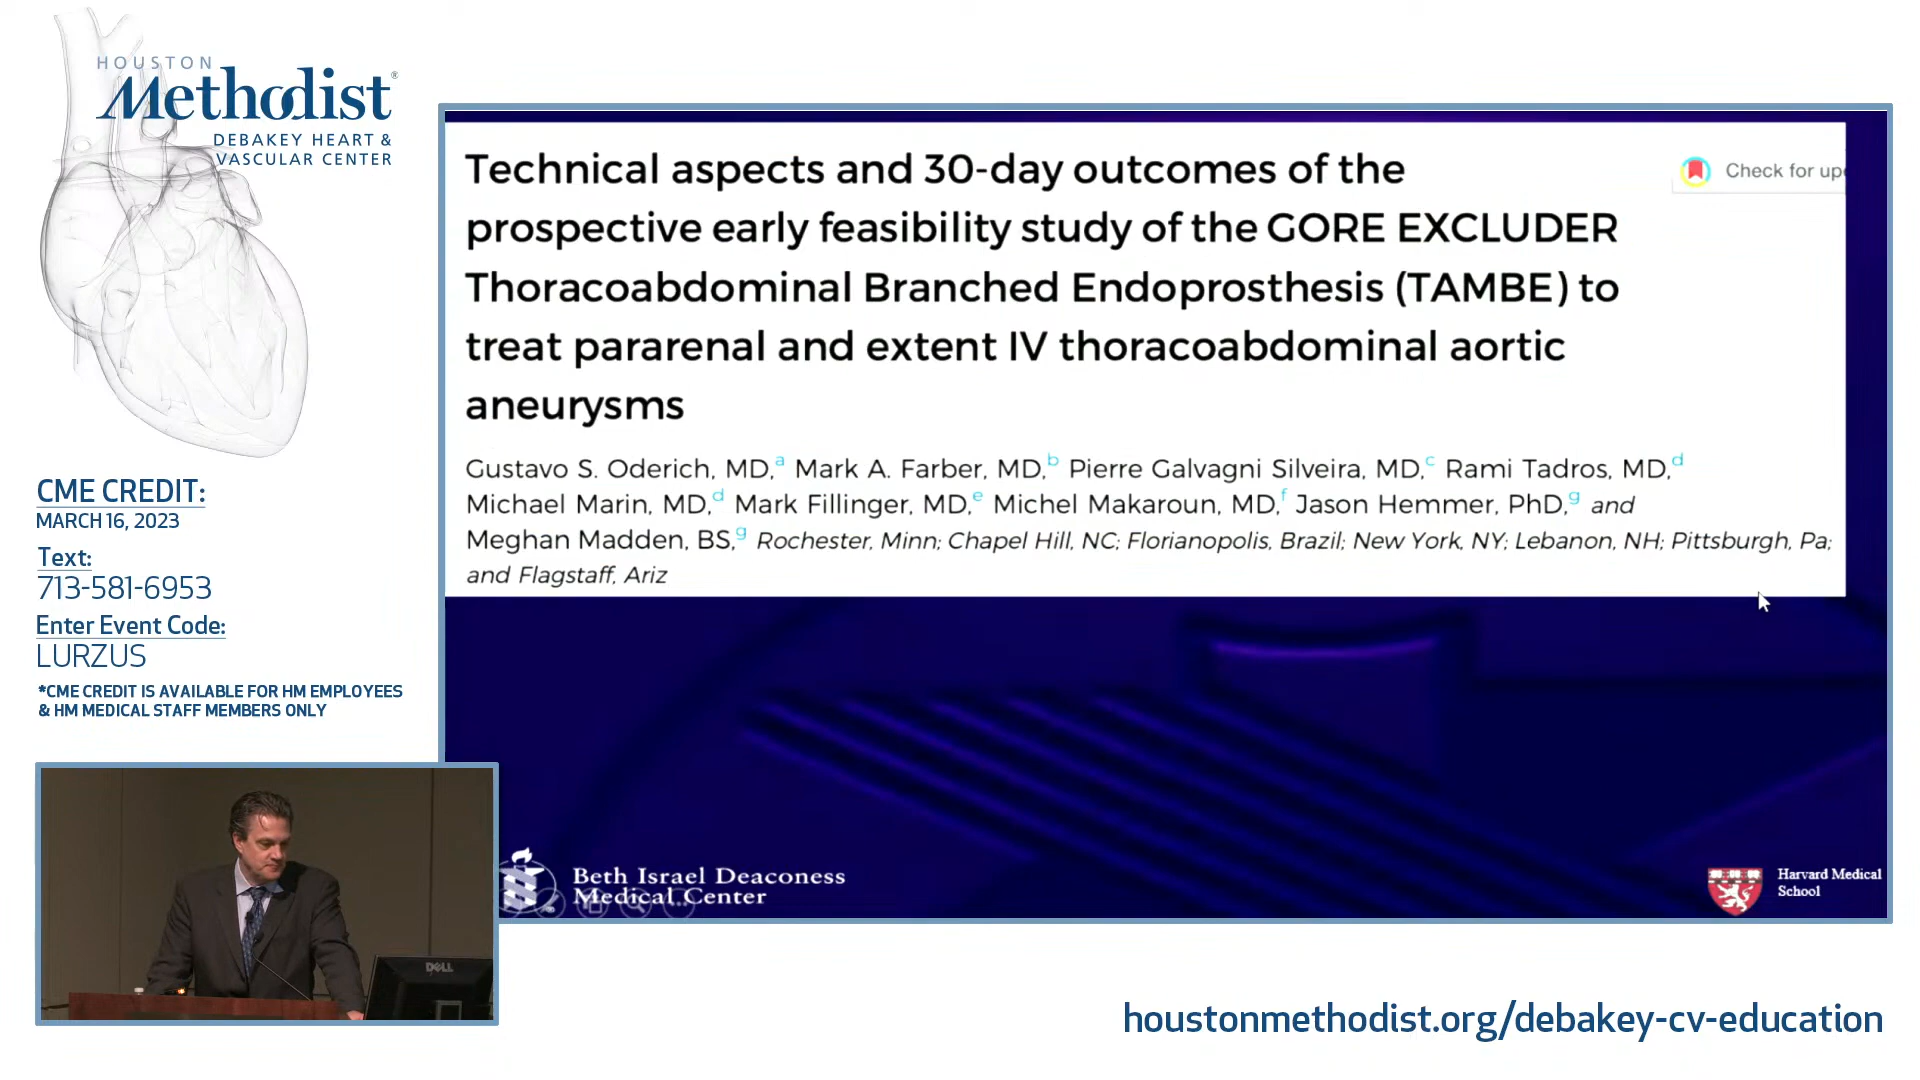 HOUSTON
Methodist®
DEBAKEY HEART &
VASCULAR CENTER
CME CREDIT:
MARCH 16, 2023
Text:
713-581-6953
Enter Event Code:
LURZUS
*CME CREDIT IS AVAILABLE FOR HM EMPLOYEES
& HM MEDICAL STAFF MEMBERS ONLY
Technical aspects and 30-day outcomes of the
prospective early feasibility study of the GORE EXCLUDER
Thoracoabdominal Branched Endoprosthesis (TAMBE) to
treat pararenal and extent IV thoracoabdominal aortic
aneurysms
Check for up
Gustavo S. Oderich, MD,a Mark A. Farber, MD,b Pierre Galvagni Silveira, MD,c Rami Tadros, MD,d
Michael Marin, MD,d Mark Fillinger, MD,e Michel Makaroun, MD,f Jason Hemmer, PhD,g and
Meghan Madden, BS,g Rochester, Minn; Chapel Hill, NC; Florianopolis, Brazil; New York, NY; Lebanon, NH; Pittsburgh, Pa;
and Flagstaff, Ariz
Beth Israel Deaconess
Medical Center
Harvard Medical
School
DELL
houstonmethodist.org/debakey-cv-education